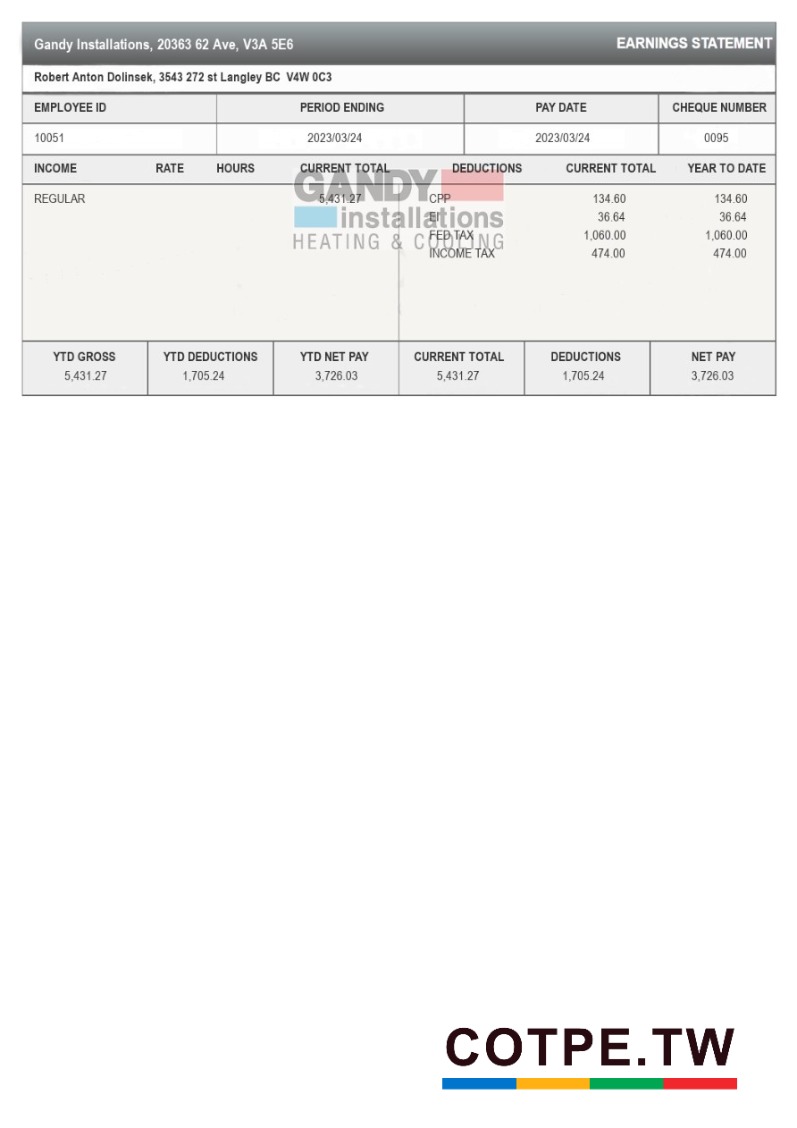 Gandy Installations, 20363 62 Ave, V3A 5E6 EARNINGS STATEMENT
Robert Anton Dolinsek, 3543 272 st Langley BC V4W 0C3
EMPLOYEE ID PERIOD ENDING PAY DATE CHEQUE NUMBER
10051 2023/03/24 2023/03/24 0095
INCOME RATE HOURS CURRENT TOTAL DEDUCTIONS CURRENT TOTAL YEAR TO DATE
GANDY
REGULAR 5,431.27 CPP 134.60 134.60
installations
EI 36.64 36.64
HEATING & COOLING
FED TAX 1,060.00 1,060.00
INCOME TAX 474.00 474.00
YTD GROSS YTD DEDUCTIONS YTD NET PAY CURRENT TOTAL DEDUCTIONS NET PAY
5,431.27 1,705.24 3,726.03 5,431.27 1,705.24 3,726.03
COTPE.TW